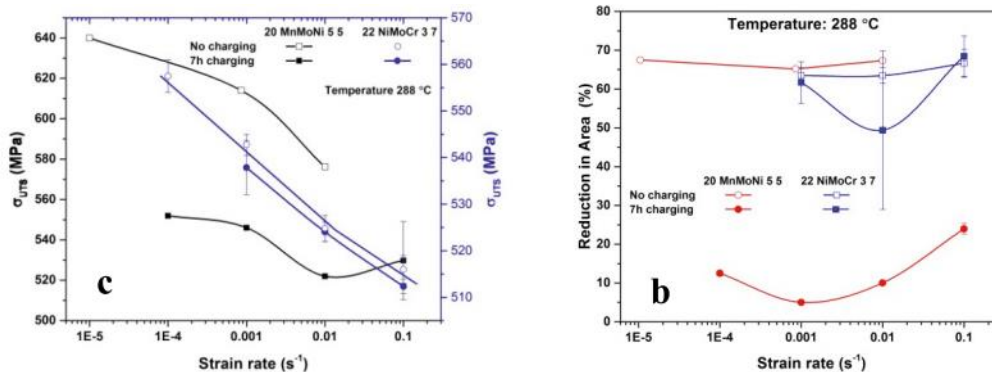 20 MnMoNi 5 5 22 NiMoCr 3 7
No charging
7h charging
Temperature 288 °C
640
620
600
580
560
540
520
500
σUTS (MPa)
570
560
550
540
530
520
510
σUTS (MPa)
c
1E-5 1E-4 0.001 0.01 0.1
Strain rate (s-1)
Temperature: 288 °C
80
70
60
50
40
30
20
10
0
Reduction in Area (%)
20 MnMoNi 5 5 22 NiMoCr 3 7
No charging
7h charging
b
1E-5 1E-4 0.001 0.01 0.1
Strain rate (s-1)